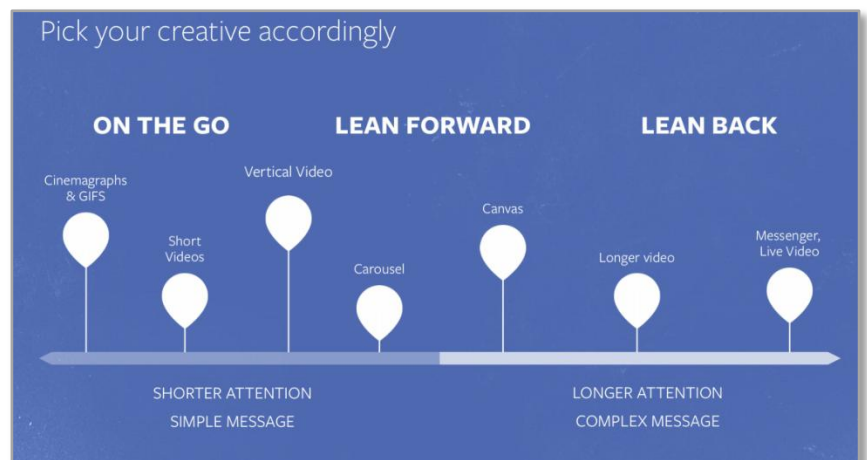 Pick your creative accordingly
ON THE GO
LEAN FORWARD
LEAN BACK
Cinemagraphs
& GIFS
Short
Videos
Vertical Video
Carousel
Canvas
Longer video
Messenger,
Live Video
SHORTER ATTENTION
SIMPLE MESSAGE
LONGER ATTENTION
COMPLEX MESSAGE